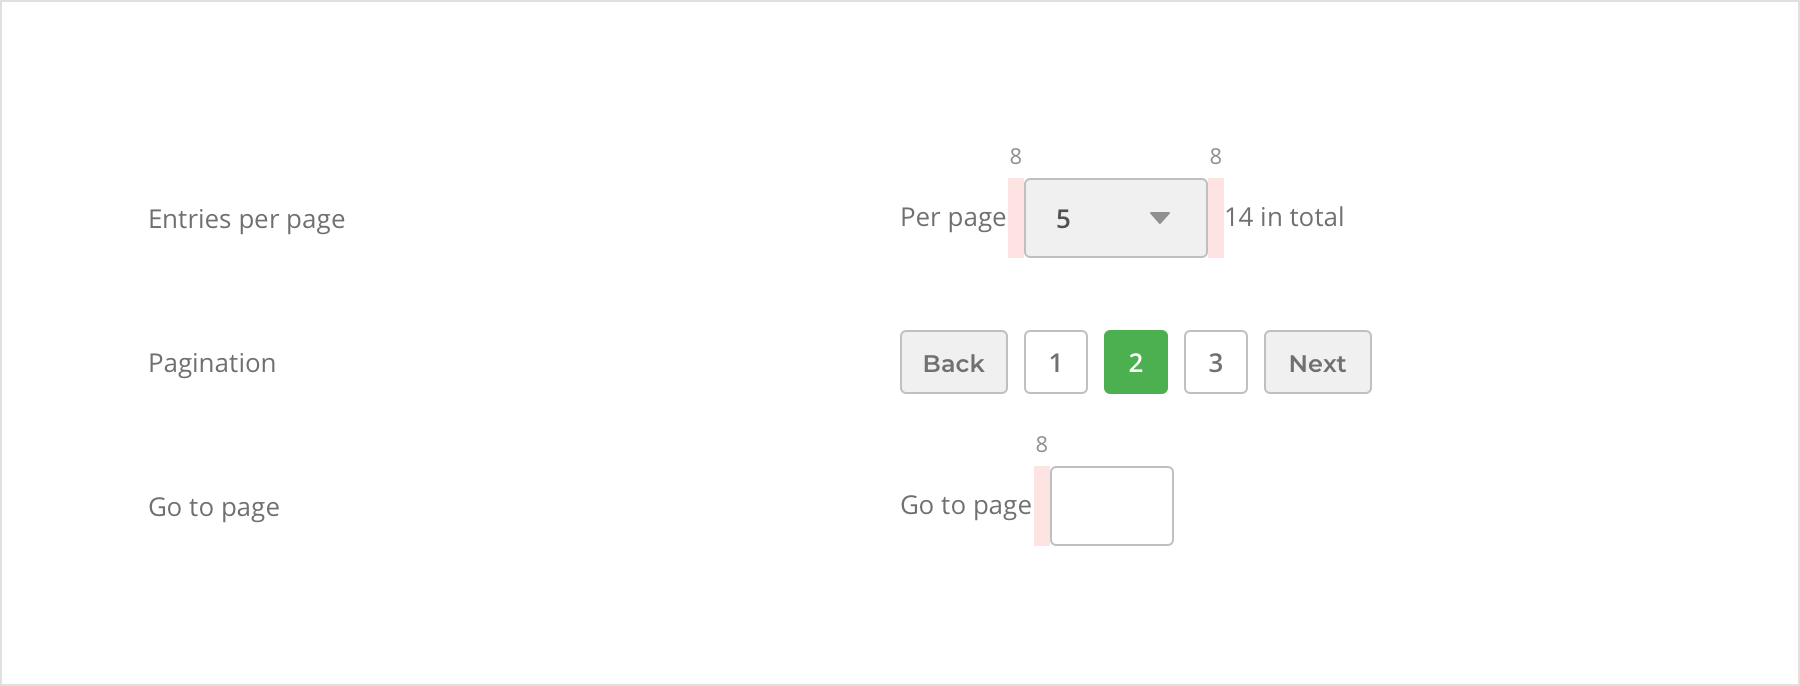 8 8
Entries per page Per page 5 14 in total
Pagination Back 1 2 3 Next
8
Go to page Go to page